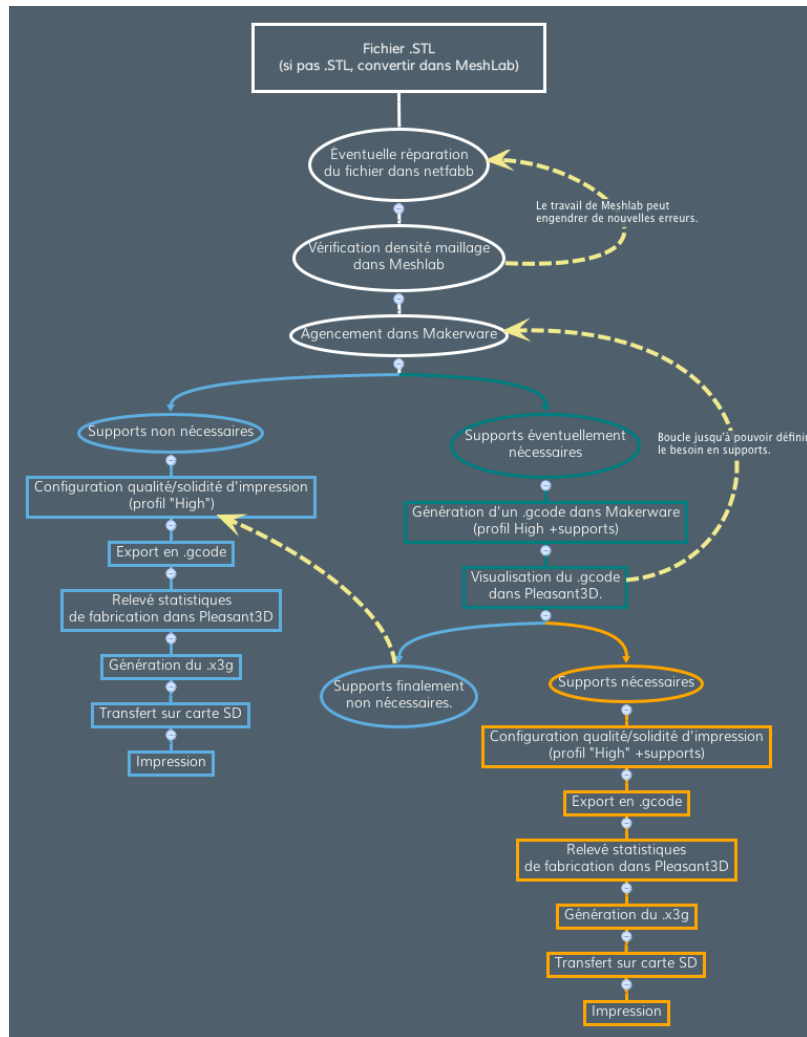 Fichier .STL
(si pas .STL, convertir dans MeshLab)
Éventuelle réparation
du fichier dans netfabb
Le travail de Meshlab peut
engendrer de nouvelles erreurs.
Vérification densité maillage
dans Meshlab
Agencement dans Makerware
Supports non nécessaires
Supports éventuellement
nécessaires
Boucle jusqu'à pouvoir définir
le besoin en supports.
Configuration qualité/solidité d'impression
(profil "High")
Génération d'un .gcode dans Makerware
(profil High +supports)
Export en .gcode
Visualisation du .gcode
dans Pleasant3D.
Relevé statistiques
de fabrication dans Pleasant3D
Génération du .x3g
Transfert sur carte SD
Impression
Supports finalement
non nécessaires.
Supports nécessaires
Configuration qualité/solidité d'impression
(profil "High" +supports)
Export en .gcode
Relevé statistiques
de fabrication dans Pleasant3D
Génération du .x3g
Transfert sur carte SD
Impression